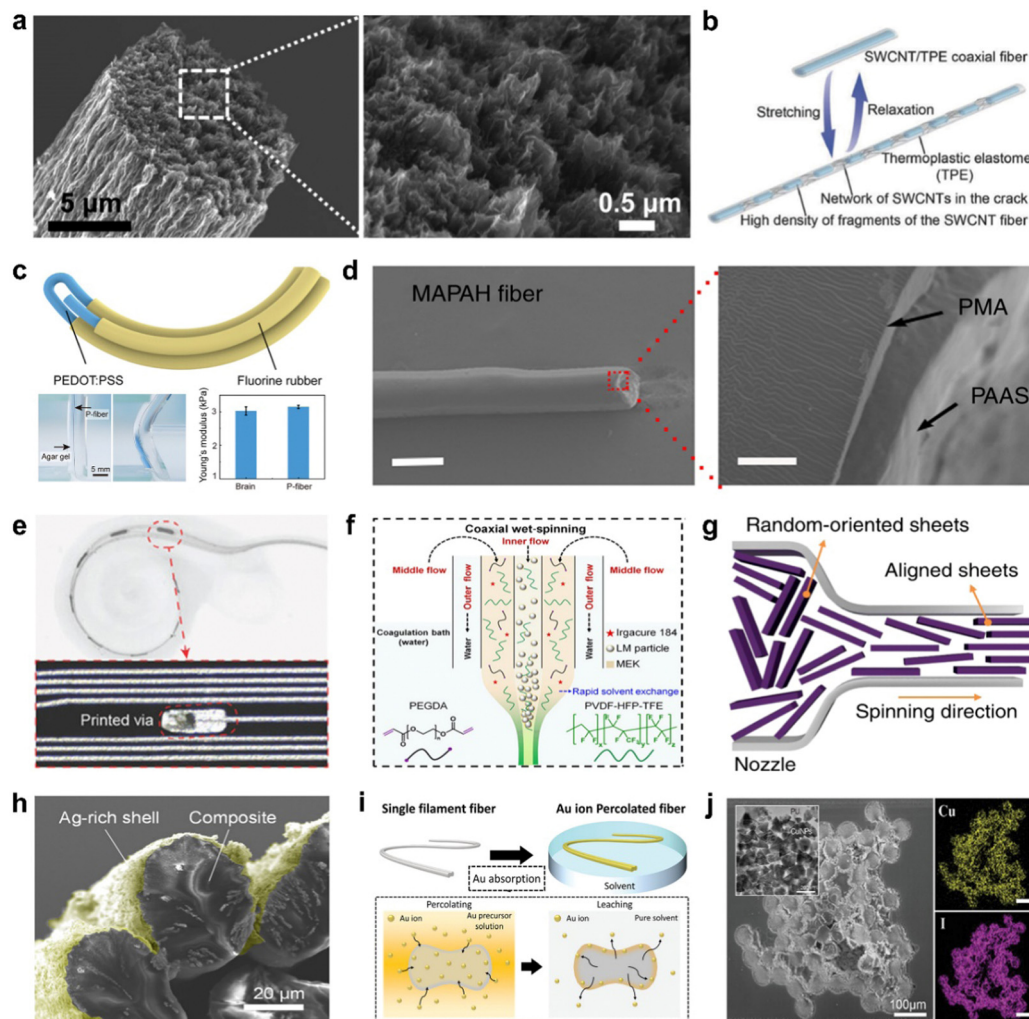 a
5 µm
0.5 µm
b
SWCNT/TPE coaxial fiber
Stretching
Relaxation
Thermoplastic elastome
(TPE)
Network of SWCNTs in the crack
High density of fragments of the SWCNT fiber
c
PEDOT:PSS
Fluorine rubber
P-fiber
Agar gel
5 mm
Young's modulus (kPa)
3
2
1
Brain
P-fiber
d
MAPAH fiber
PMA
PAAS
e
Printed via
f
Coaxial wet-spinning
Inner flow
Middle flow
Middle flow
Outer flow
Outer flow
Coagulation bath
(water)
Water
Water
Irgacure 184
LM particle
MEK
Rapid solvent exchange
PEGDA
PVDF-HFP-TFE
g
Random-oriented sheets
Aligned sheets
Spinning direction
Nozzle
h
Ag-rich shell
Composite
20 µm
i
Single filament fiber
Au ion Percolated fiber
Au absorption
Solvent
Percolating
Leaching
Au ion
Au precursor
solution
Au ion
Pure solvent
j
PU
CuNPs
100µm
Cu
I